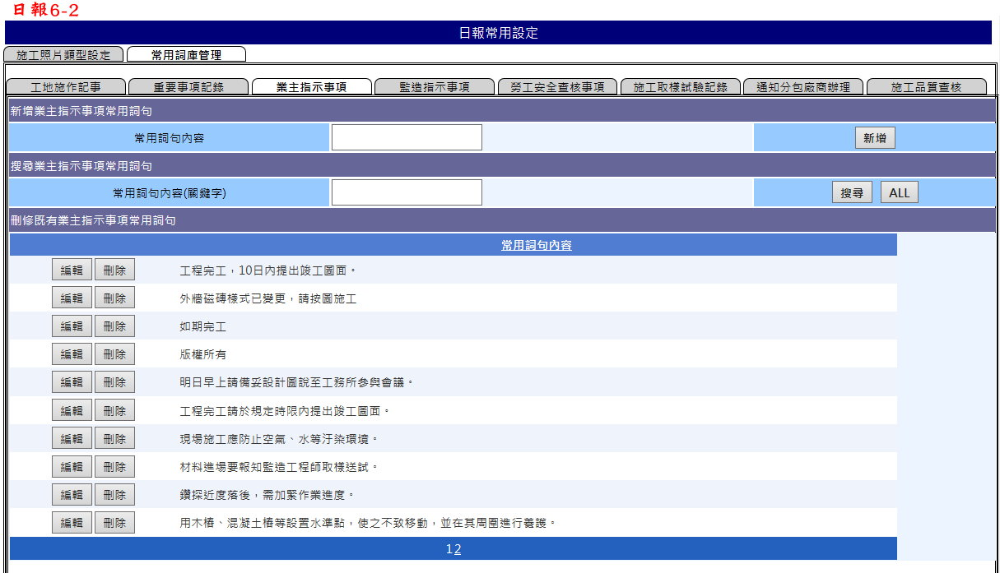 日報6-2
日報常用設定
施工照片類型設定 常用詞庫管理
工地施作記事 重要事項記錄 業主指示事項 監造指示事項 勞工安全查核事項 施工取樣試驗記錄 通知分包廠商辦理 施工品質查核
新增業主指示事項常用詞句
常用詞句內容 新增
搜尋業主指示事項常用詞句
常用詞句內容(關鍵字) 搜尋 ALL
刪修既有業主指示事項常用詞句
常用詞句內容
編輯 刪除 工程完工，10日內提出竣工圖面。
編輯 刪除 外牆磁磚樣式已變更，請按圖施工
編輯 刪除 如期完工
編輯 刪除 版權所有
編輯 刪除 明日早上請備妥設計圖說至工務所參與會議。
編輯 刪除 工程完工請於規定時限內提出竣工圖面。
編輯 刪除 現場施工應防止空氣、水等汙染環境。
編輯 刪除 材料進場要報知監造工程師取樣送試。
編輯 刪除 鑽探近度落後，需加緊作業進度。
編輯 刪除 用木樁、混凝土樁等設置水準點，使之不致移動，並在其周圍進行養護。
12